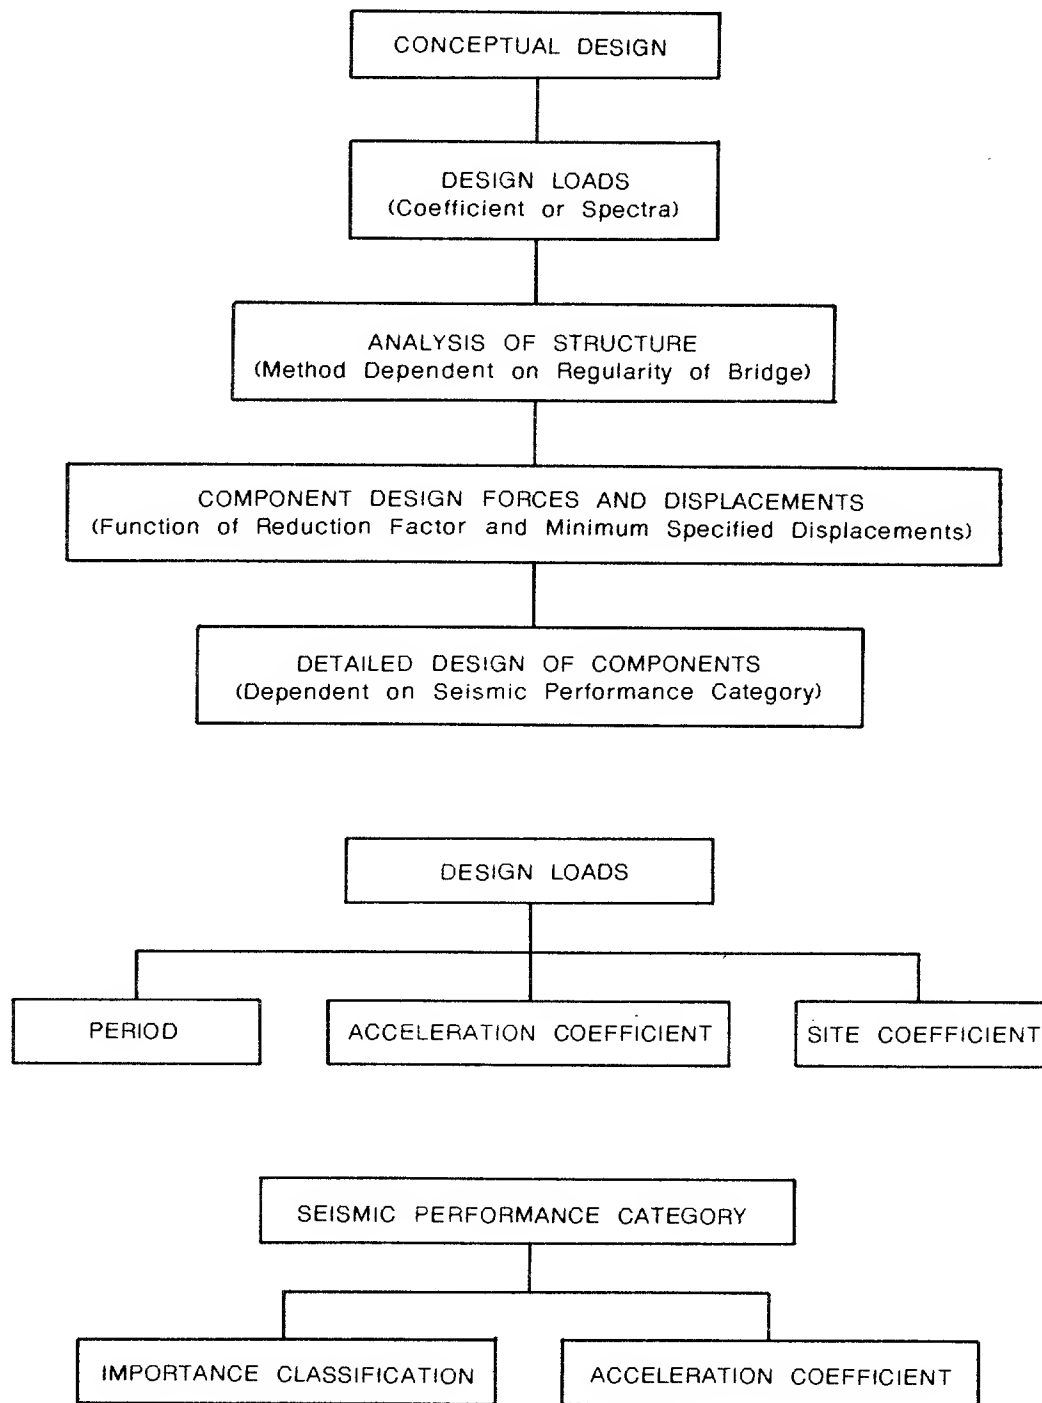 CONCEPTUAL DESIGN
DESIGN LOADS
(Coefficient or Spectra)
ANALYSIS OF STRUCTURE
(Method Dependent on Regularity of Bridge)
COMPONENT DESIGN FORCES AND DISPLACEMENTS
(Function of Reduction Factor and Minimum Specified Displacements)
DETAILED DESIGN OF COMPONENTS
(Dependent on Seismic Performance Category)
DESIGN LOADS
PERIOD
ACCELERATION COEFFICIENT
SITE COEFFICIENT
SEISMIC PERFORMANCE CATEGORY
IMPORTANCE CLASSIFICATION
ACCELERATION COEFFICIENT